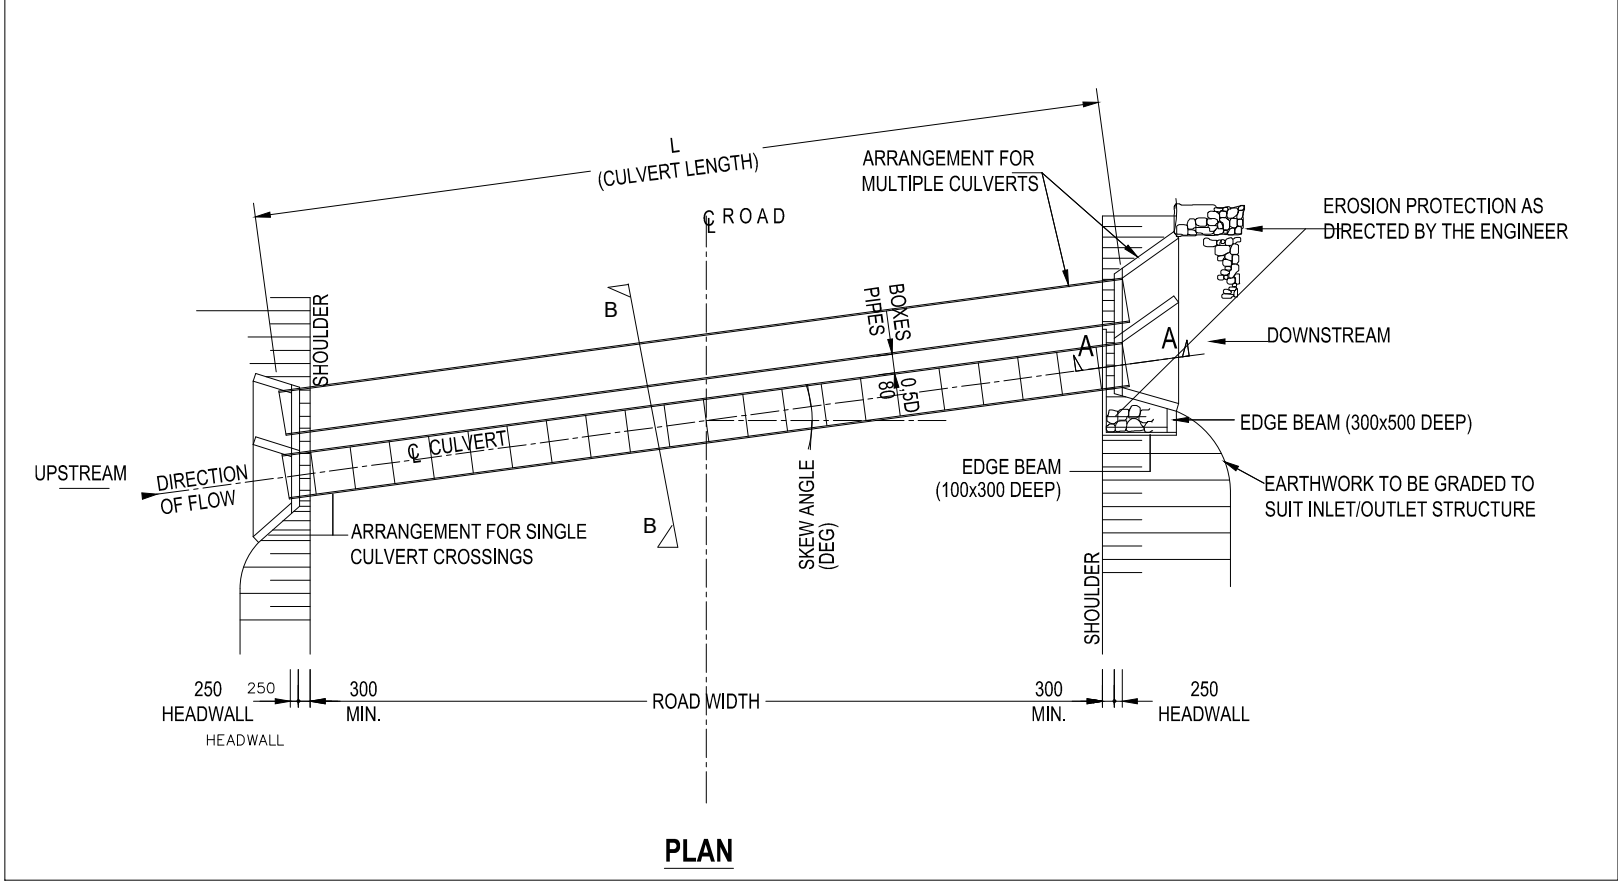 L
(CULVERT LENGTH)
ARRANGEMENT FOR
MULTIPLE CULVERTS
℄ ROAD
EROSION PROTECTION AS
DIRECTED BY THE ENGINEER
SHOULDER
B
BOXES
PIPES
A
A
DOWNSTREAM
0,5D
80
℄ CULVERT
EDGE BEAM (300x500 DEEP)
UPSTREAM
DIRECTION
OF FLOW
EDGE BEAM
(100x300 DEEP)
SKEW ANGLE
(DEG)
EARTHWORK TO BE GRADED TO
SUIT INLET/OUTLET STRUCTURE
B
ARRANGEMENT FOR SINGLE
CULVERT CROSSINGS
SHOULDER
250
HEADWALL
250
HEADWALL
300
MIN.
ROAD WIDTH
300
MIN.
250
HEADWALL
PLAN